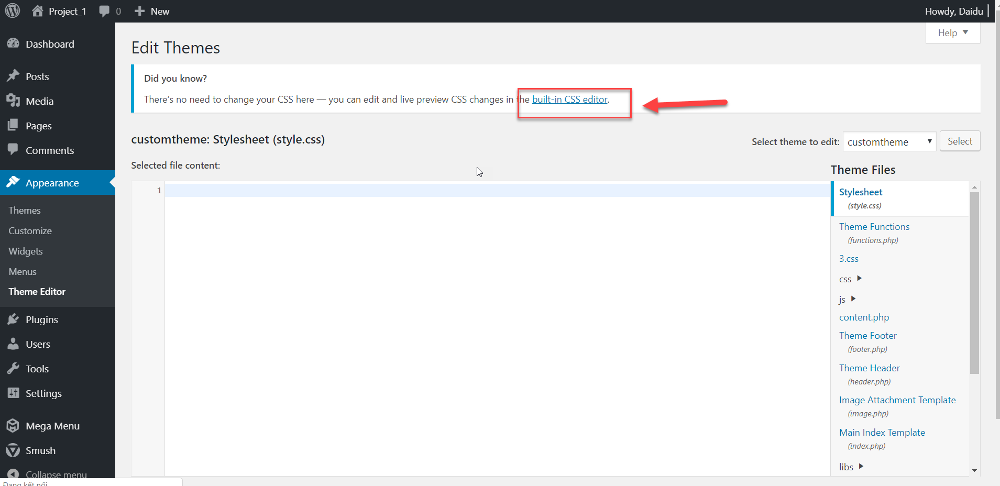 Project_1
0
New
Howdy, Daidu
Help
Dashboard
Posts
Media
Pages
Comments
Appearance
Themes
Customize
Widgets
Menus
Theme Editor
Plugins
Users
Tools
Settings
Mega Menu
Smush
Collapse menu
Đang kết nối
Edit Themes
Did you know?
There’s no need to change your CSS here — you can edit and live preview CSS changes in the built-in CSS editor.
customtheme: Stylesheet (style.css)
Select theme to edit: customtheme Select
Selected file content:
1
Theme Files
Stylesheet
(style.css)
Theme Functions
(functions.php)
3.css
css
js
content.php
Theme Footer
(footer.php)
Theme Header
(header.php)
Image Attachment Template
(image.php)
Main Index Template
(index.php)
libs